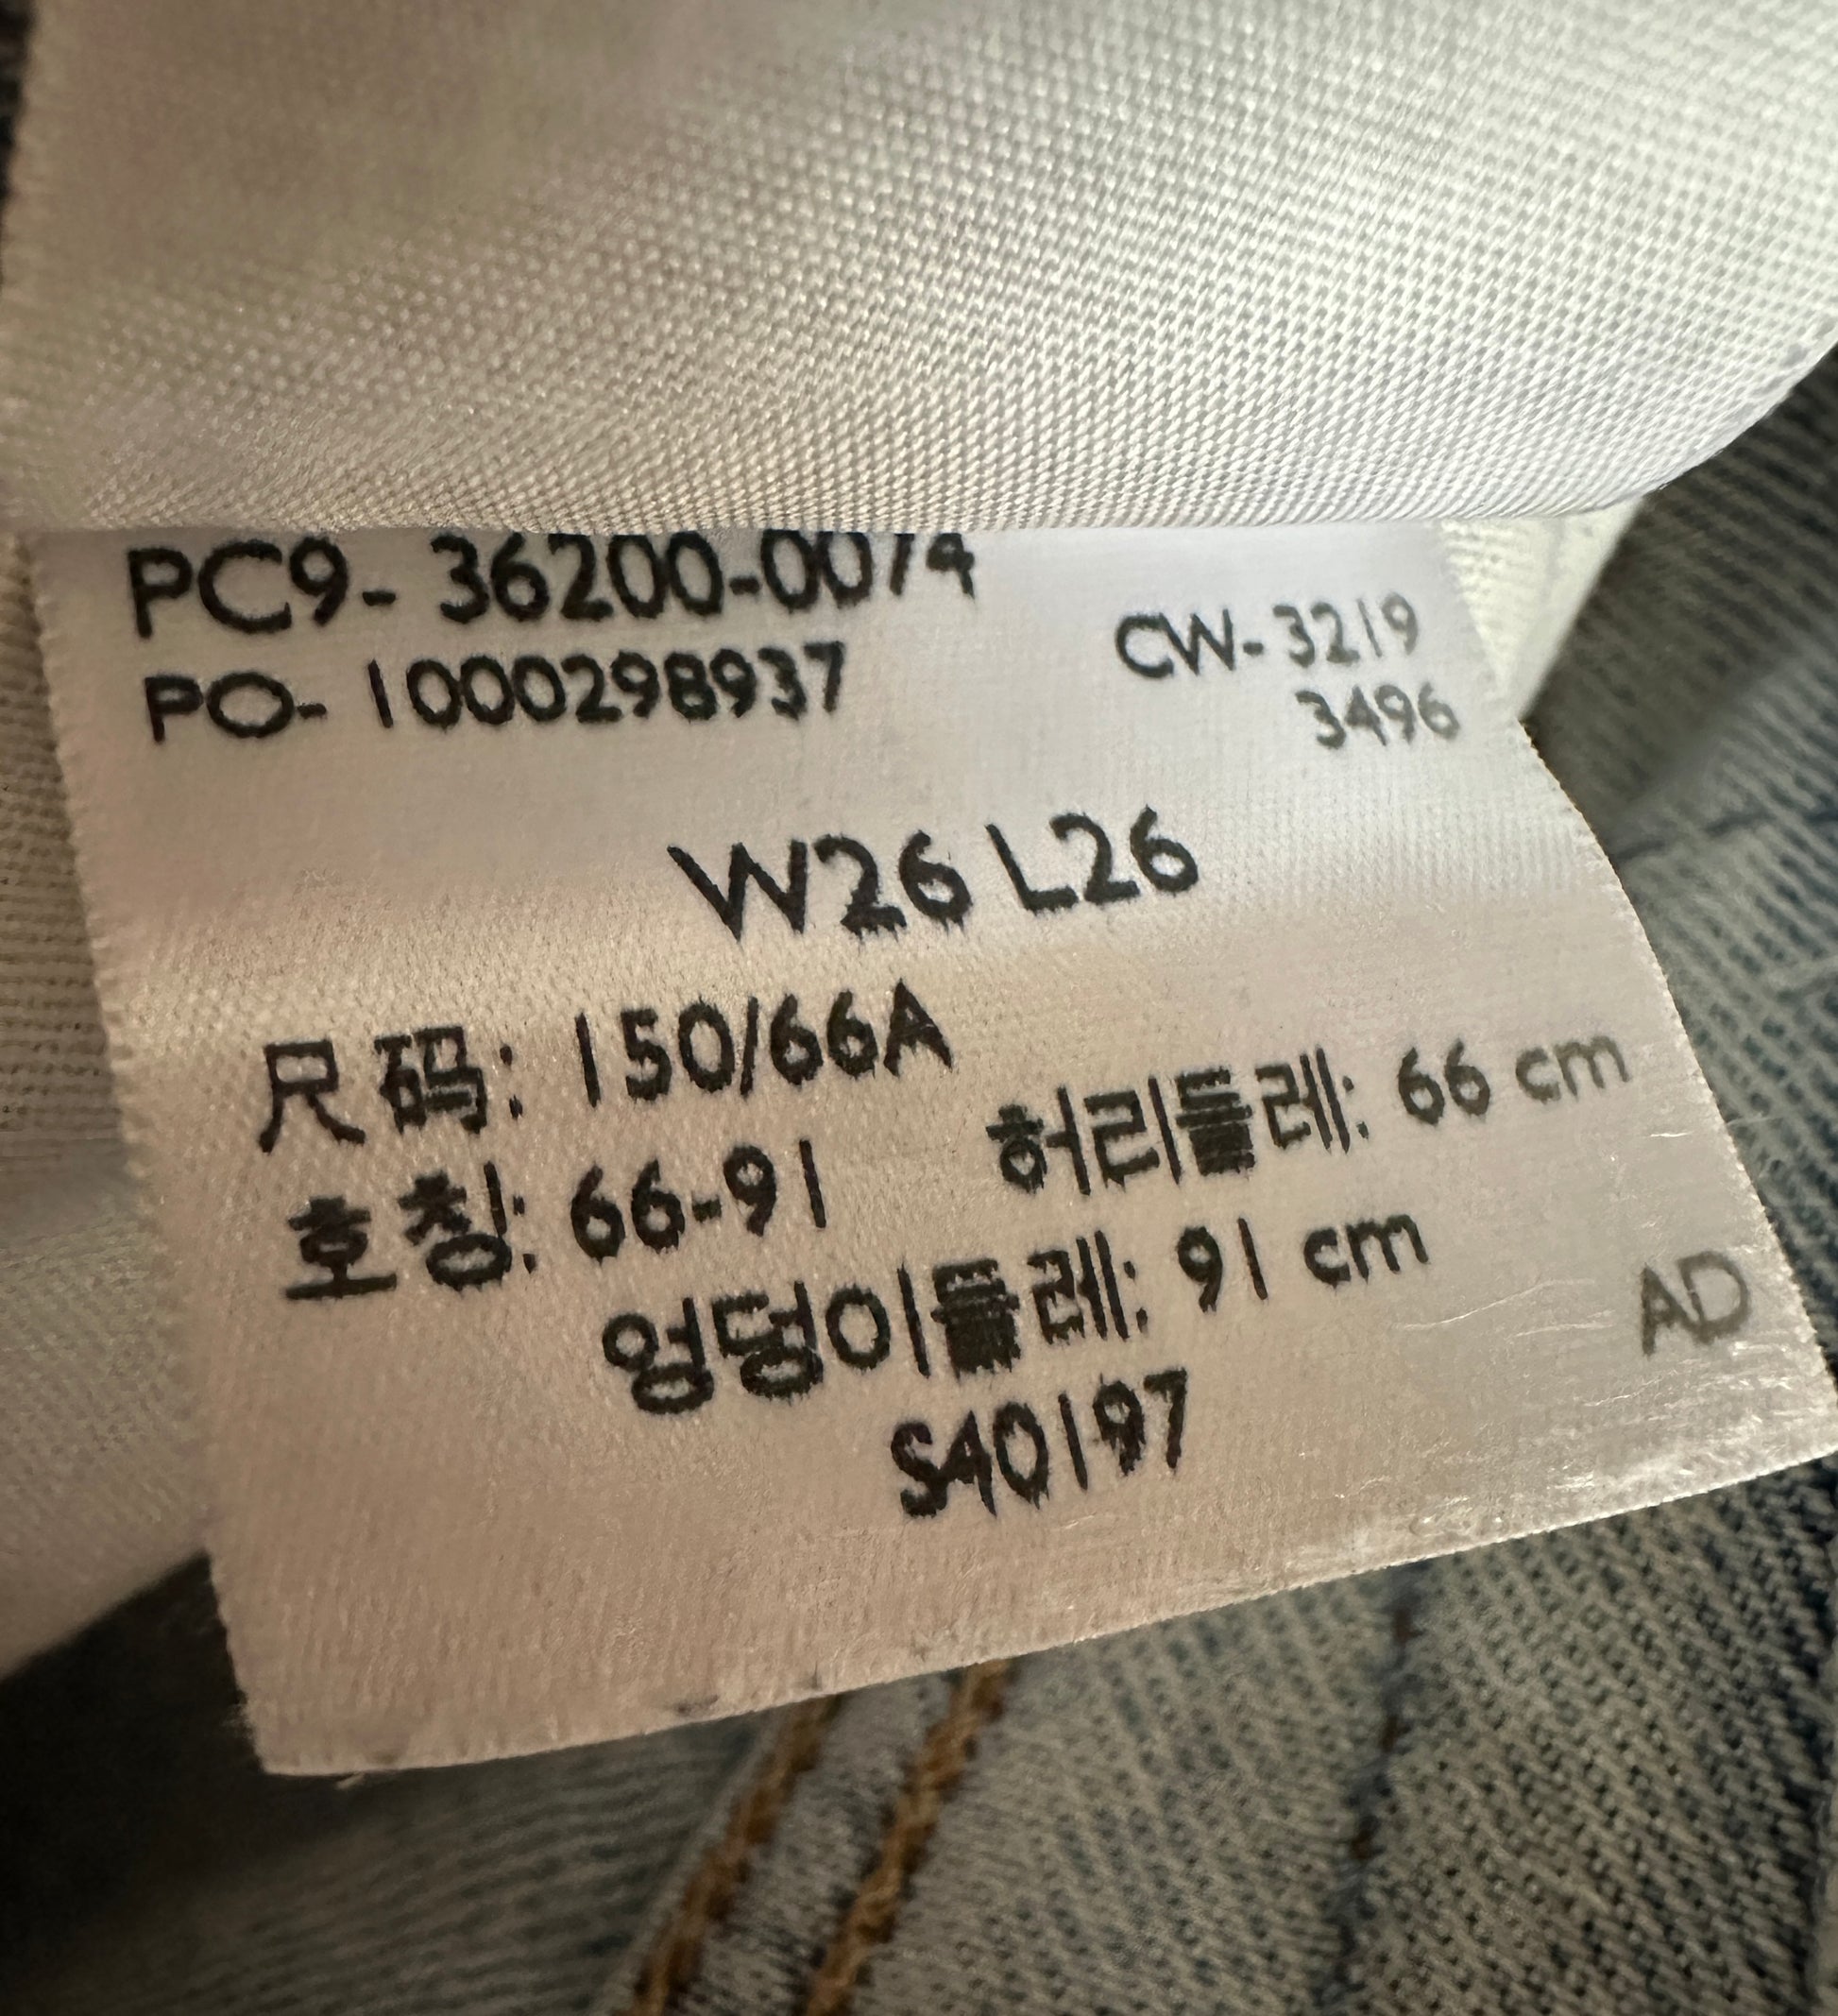 PC9- 36200-0074
PO- 1000298937
CW- 3219
3496
W26 L26
尺码: 150/66A
호칭: 66-91
허리둘레: 66 cm
엉덩이둘레: 91 cm
AD
S40197